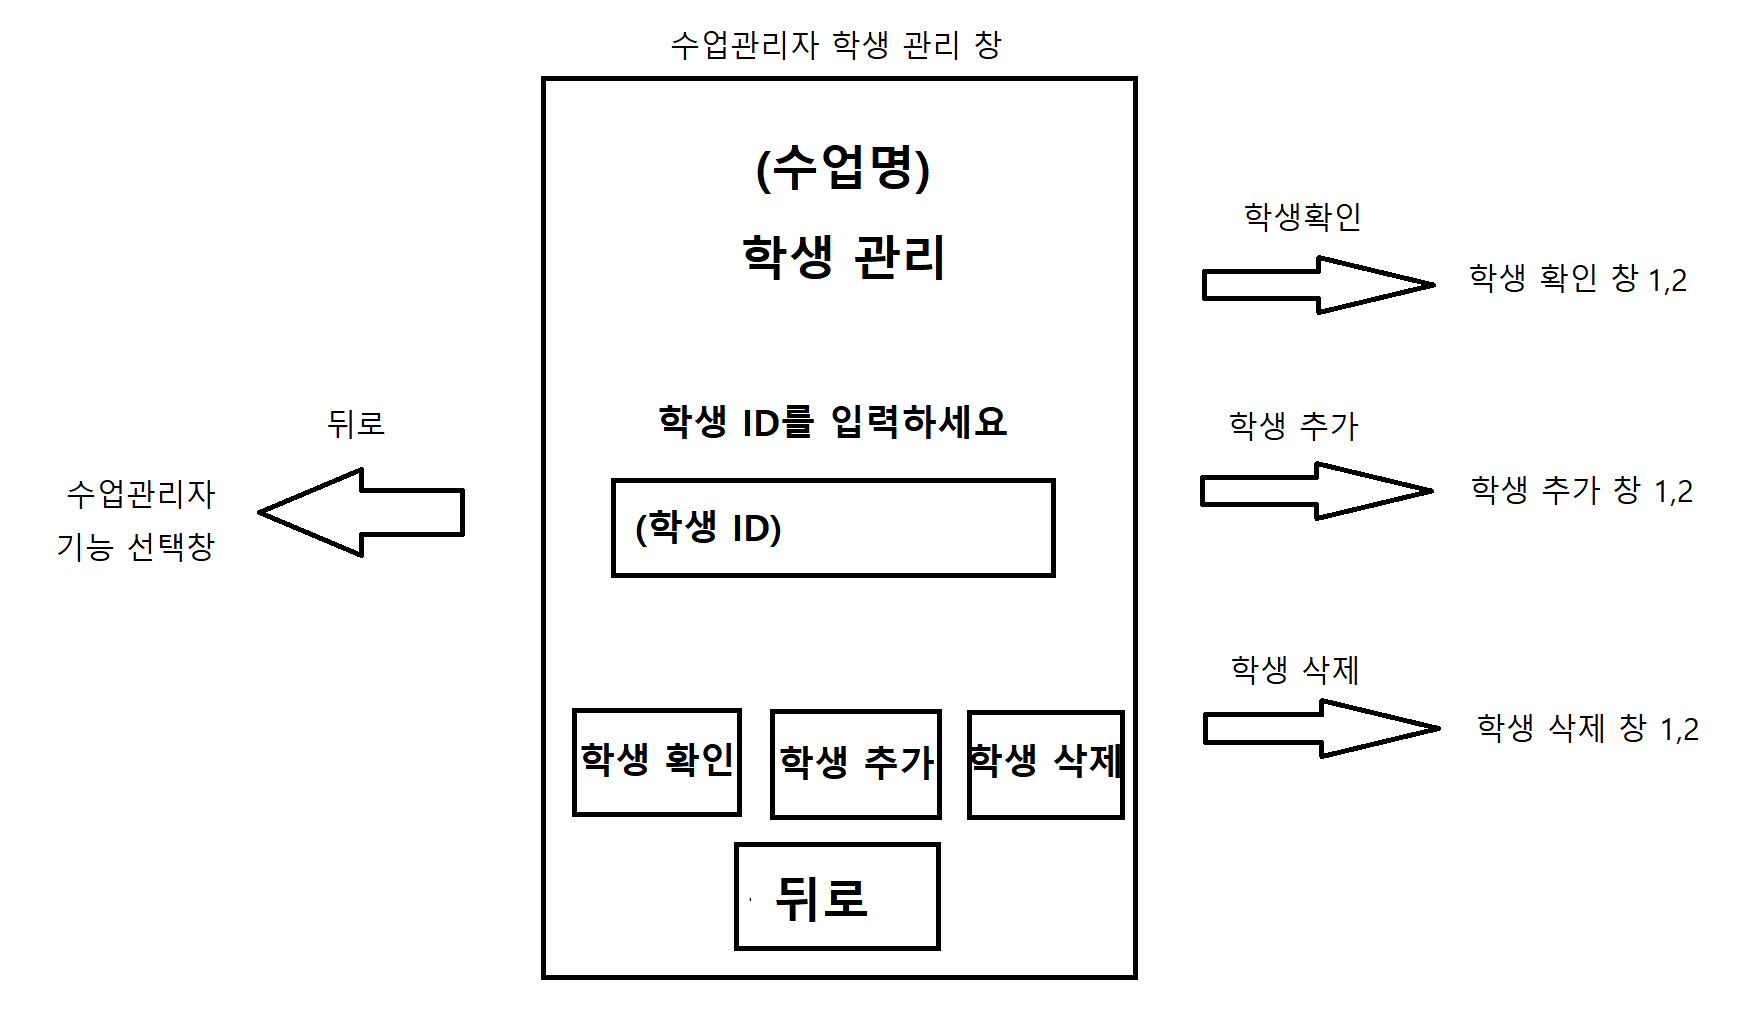 수업관리자 학생 관리 창
(수업명)
학생 관리
학생 ID를 입력하세요
(학생 ID)
학생 확인
학생 추가
학생 삭제
뒤로
뒤로
수업관리자
기능 선택창
학생확인
학생 확인 창 1,2
학생 추가
학생 추가 창 1,2
학생 삭제
학생 삭제 창 1,2